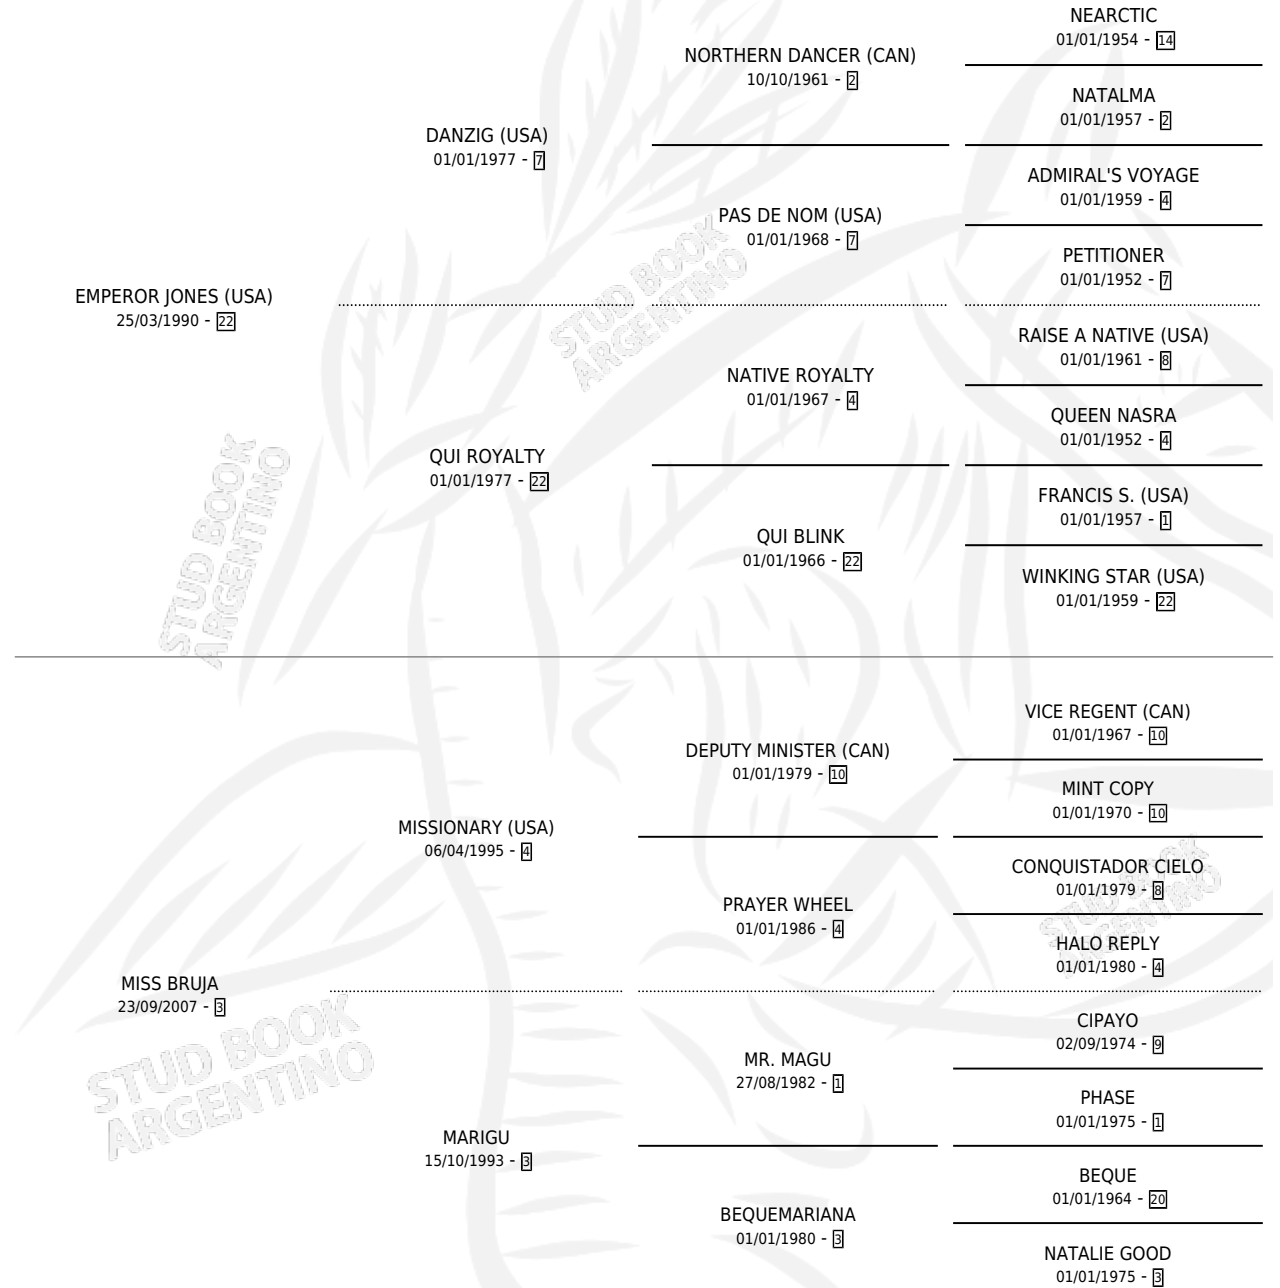 NEARCTIC
01/01/1954 - 14
NORTHERN DANCER (CAN)
10/10/1961 - 2
NATALMA
01/01/1957 - 2
DANZIG (USA)
01/01/1977 - 7
ADMIRAL'S VOYAGE
01/01/1959 - 4
PAS DE NOM (USA)
01/01/1968 - 7
PETITIONER
01/01/1952 - 7
EMPEROR JONES (USA)
25/03/1990 - 22
RAISE A NATIVE (USA)
01/01/1961 - 8
NATIVE ROYALTY
01/01/1967 - 4
QUEEN NASRA
01/01/1952 - 4
QUI ROYALTY
01/01/1977 - 22
FRANCIS S. (USA)
01/01/1957 - 1
QUI BLINK
01/01/1966 - 22
WINKING STAR (USA)
01/01/1959 - 22
VICE REGENT (CAN)
01/01/1967 - 10
DEPUTY MINISTER (CAN)
01/01/1979 - 10
MINT COPY
01/01/1970 - 10
MISSIONARY (USA)
06/04/1995 - 4
CONQUISTADOR CIELO
01/01/1979 - 8
PRAYER WHEEL
01/01/1986 - 4
HALO REPLY
01/01/1980 - 4
MISS BRUJA
23/09/2007 - 3
CIPAYO
02/09/1974 - 9
MR. MAGU
27/08/1982 - 1
PHASE
01/01/1975 - 1
MARIGU
15/10/1993 - 3
BEQUE
01/01/1964 - 20
BEQUEMARIANA
01/01/1980 - 3
NATALIE GOOD
01/01/1975 - 3
STUD BOOK
ARGENTINO
STUD BOOK
ARGENTINO
STUD BOOK
ARGENTINO
STUD BOOK
ARGENTINO